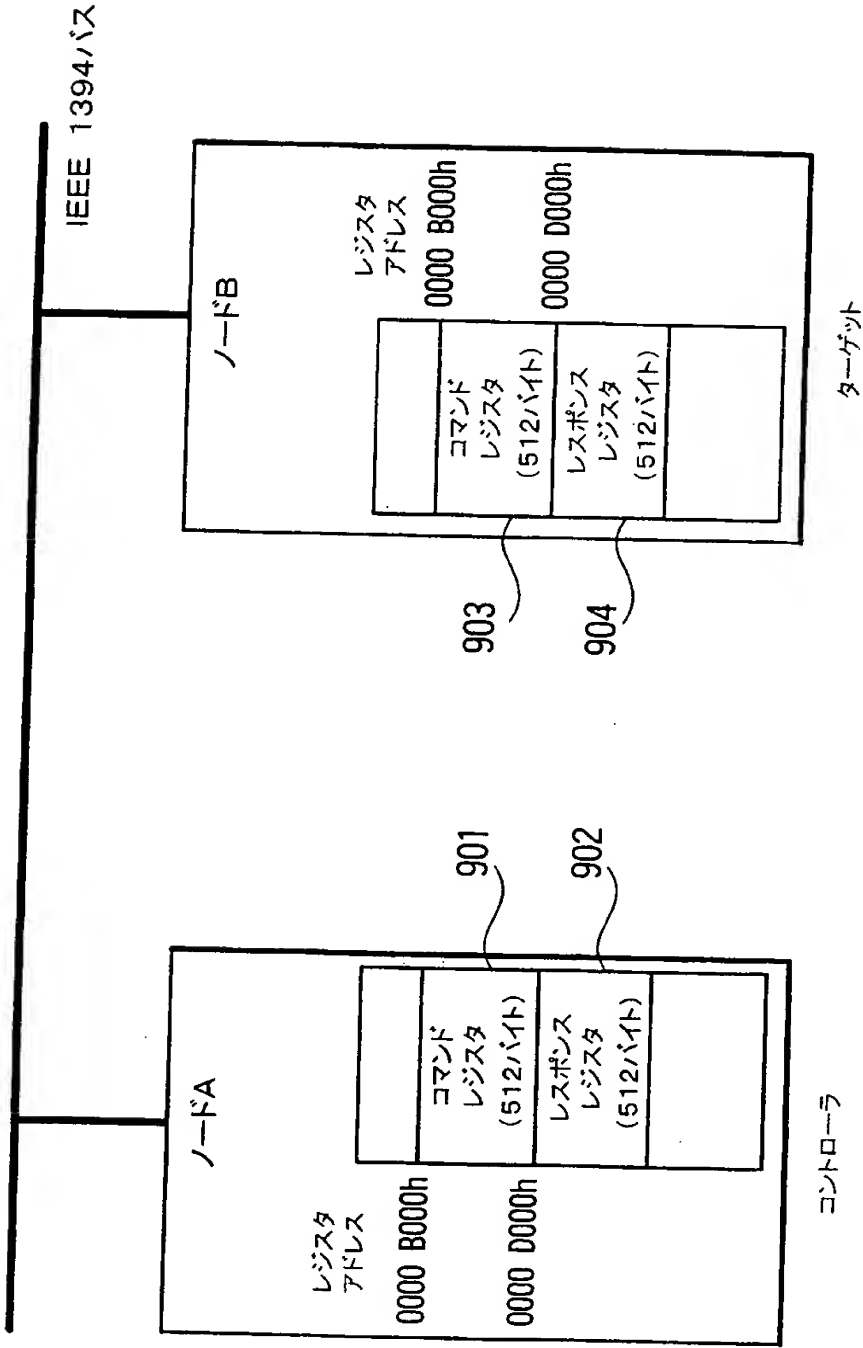 IEEE 1394バス
ノードA
レジスタ
アドレス
0000 B000h
0000 D000h
コマンド
レジスタ
(512バイト)
レスポンス
レジスタ
(512バイト)
901
902
コントローラ
ノードB
レジスタ
アドレス
0000 B000h
0000 D000h
コマンド
レジスタ
(512バイト)
レスポンス
レジスタ
(512バイト)
903
904
ターゲット